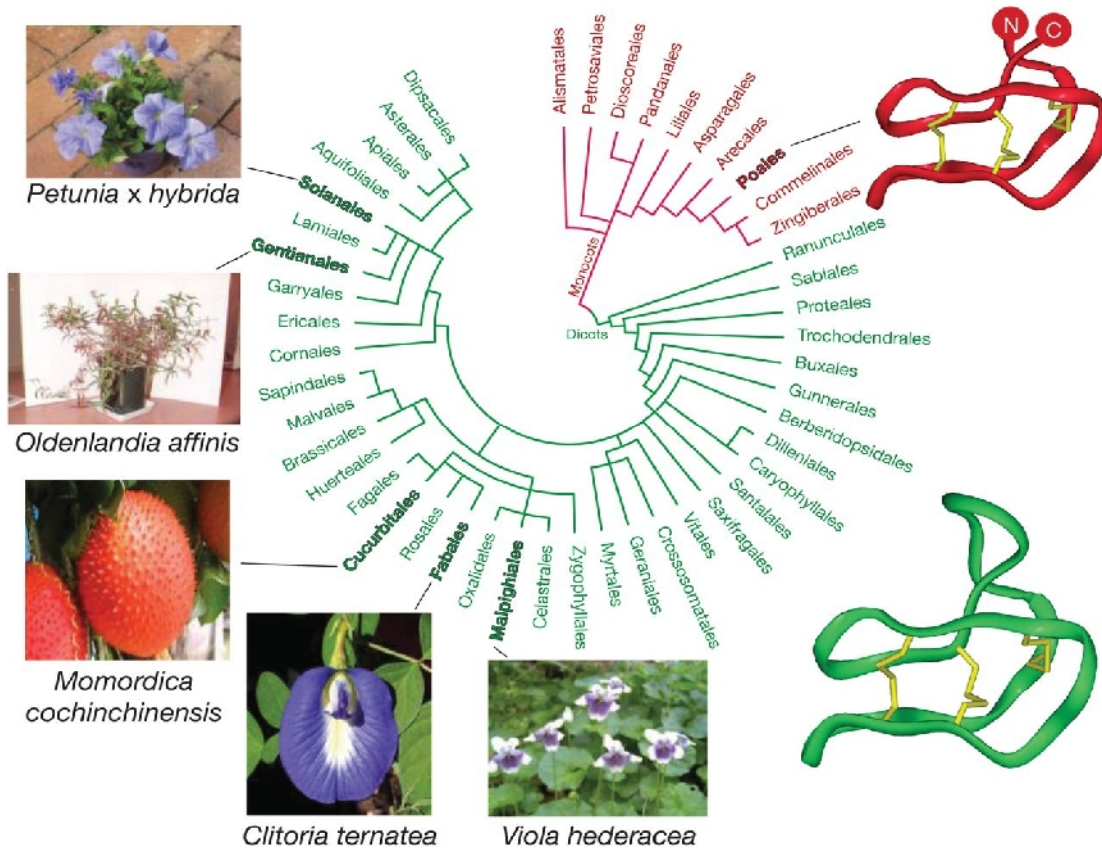 Petunia x hybrida
Oldenlandia affinis
Momordica
cochinchinensis
Clitoria ternatea
Viola hederacea
Dipsacales
Asterales
Apiales
Aquifoliales
Solanales
Lamiales
Gentianales
Garryales
Ericales
Cornales
Sapindales
Malvales
Brassicales
Huerteales
Fagales
Cucurbitales
Rosales
Fabales
Oxalidales
Malpighiales
Celastrales
Zygophyllales
Myrtales
Geraniales
Crossosomatales
Vitales
Saxifragales
Santalales
Caryophyllales
Dilleniales
Berberidopsidales
Gunnerales
Buxales
Trochodendrales
Proteales
Sabiales
Ranunculales
Zingiberales
Commelinales
Poales
Arecales
Asparagales
Liliales
Pandanales
Dioscoreales
Petrosaviales
Alismatales
Monocots
Dicots
N
C